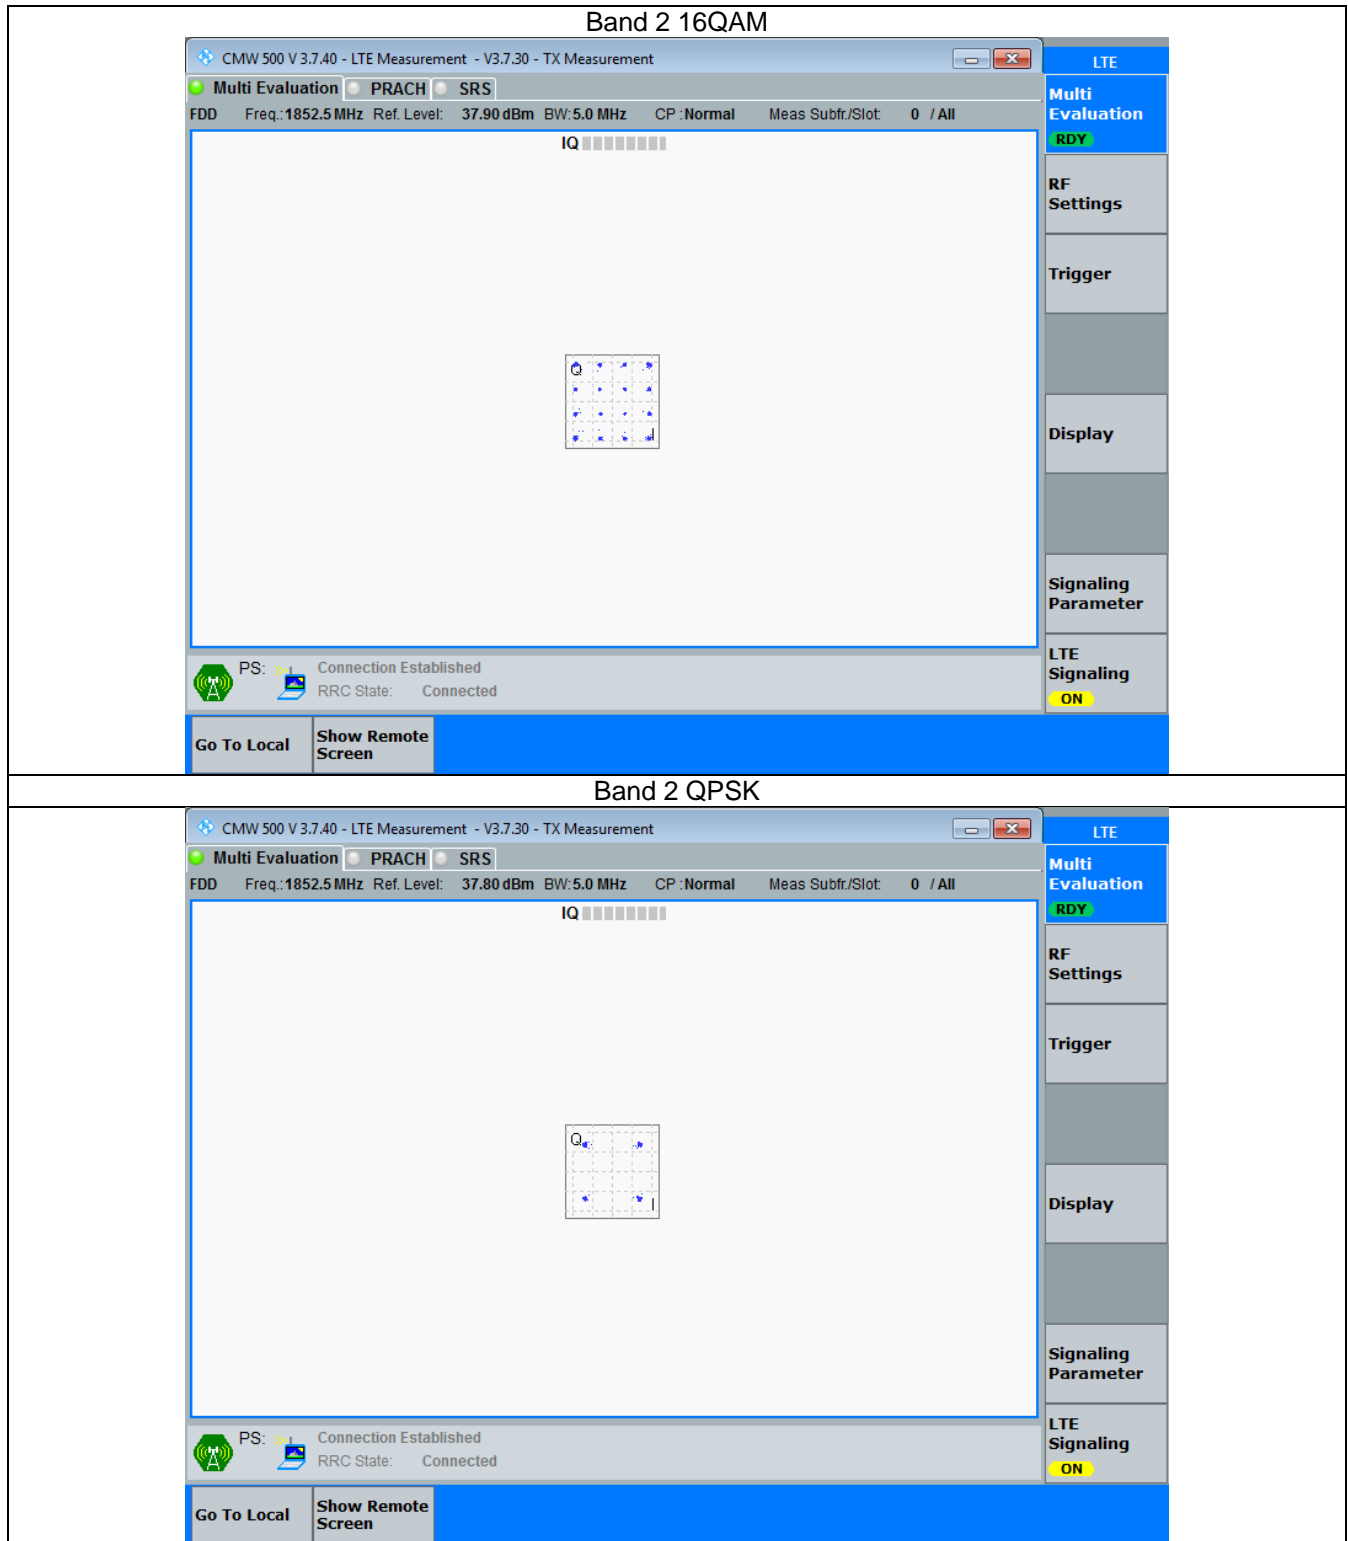 Band 2 16QAM
CMW 500 V 3.7.40 - LTE Measurement - V3.7.30 - TX Measurement
LTE
Multi Evaluation PRACH SRS
FDD Freq.:1852.5 MHz Ref. Level: 37.90 dBm BW:5.0 MHz CP :Normal Meas Subfr./Slot: 0 / All
IQ
Q
I
Multi
Evaluation
RDY
RF
Settings
Trigger
Display
Signaling
Parameter
LTE
Signaling
ON
PS: Connection Established
RRC State: Connected
Go To Local
Show Remote
Screen
Band 2 QPSK
CMW 500 V 3.7.40 - LTE Measurement - V3.7.30 - TX Measurement
LTE
Multi Evaluation PRACH SRS
FDD Freq.:1852.5 MHz Ref. Level: 37.80 dBm BW:5.0 MHz CP :Normal Meas Subfr./Slot: 0 / All
IQ
Q
I
Multi
Evaluation
RDY
RF
Settings
Trigger
Display
Signaling
Parameter
LTE
Signaling
ON
PS: Connection Established
RRC State: Connected
Go To Local
Show Remote
Screen